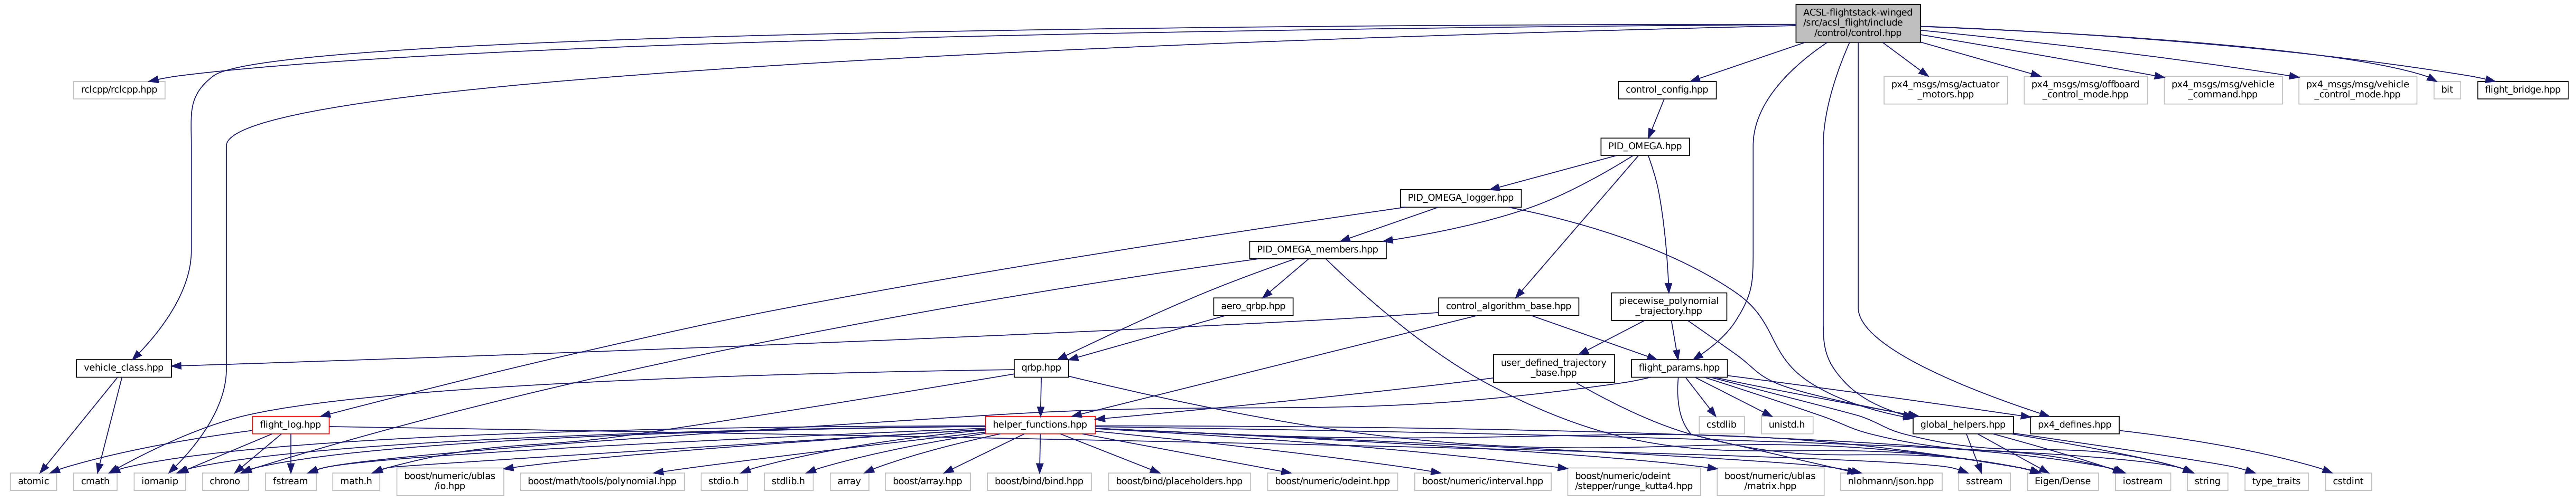 ACSL-flightstack-winged
/src/acsl_flight/include
/control/control.hpp
rclcpp/rclcpp.hpp
control_config.hpp
px4_msgs/msg/actuator
_motors.hpp
px4_msgs/msg/offboard
_control_mode.hpp
px4_msgs/msg/vehicle
_command.hpp
px4_msgs/msg/vehicle
_control_mode.hpp
bit
flight_bridge.hpp
PID_OMEGA.hpp
PID_OMEGA_logger.hpp
PID_OMEGA_members.hpp
aero_qrbp.hpp
control_algorithm_base.hpp
piecewise_polynomial
_trajectory.hpp
vehicle_class.hpp
qrbp.hpp
user_defined_trajectory
_base.hpp
flight_params.hpp
flight_log.hpp
helper_functions.hpp
cstdlib
unistd.h
global_helpers.hpp
px4_defines.hpp
atomic
cmath
iomanip
chrono
fstream
math.h
boost/numeric/ublas
/io.hpp
boost/math/tools/polynomial.hpp
stdio.h
stdlib.h
array
boost/array.hpp
boost/bind/bind.hpp
boost/bind/placeholders.hpp
boost/numeric/odeint.hpp
boost/numeric/interval.hpp
boost/numeric/odeint
/stepper/runge_kutta4.hpp
boost/numeric/ublas
/matrix.hpp
nlohmann/json.hpp
sstream
Eigen/Dense
iostream
string
type_traits
cstdint